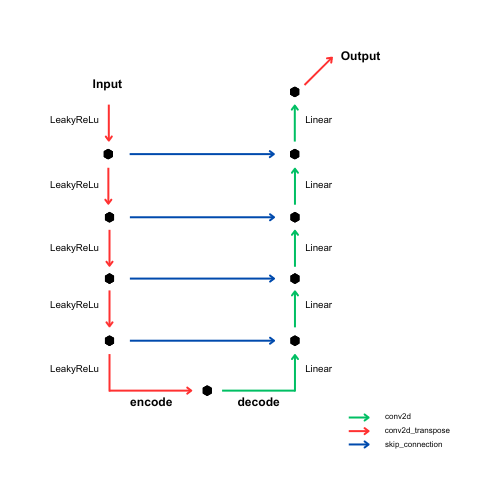 Output
Input
LeakyReLu Linear
LeakyReLu Linear
LeakyReLu Linear
LeakyReLu Linear
LeakyReLu Linear
encode decode
conv2d
conv2d_transpose
skip_connection